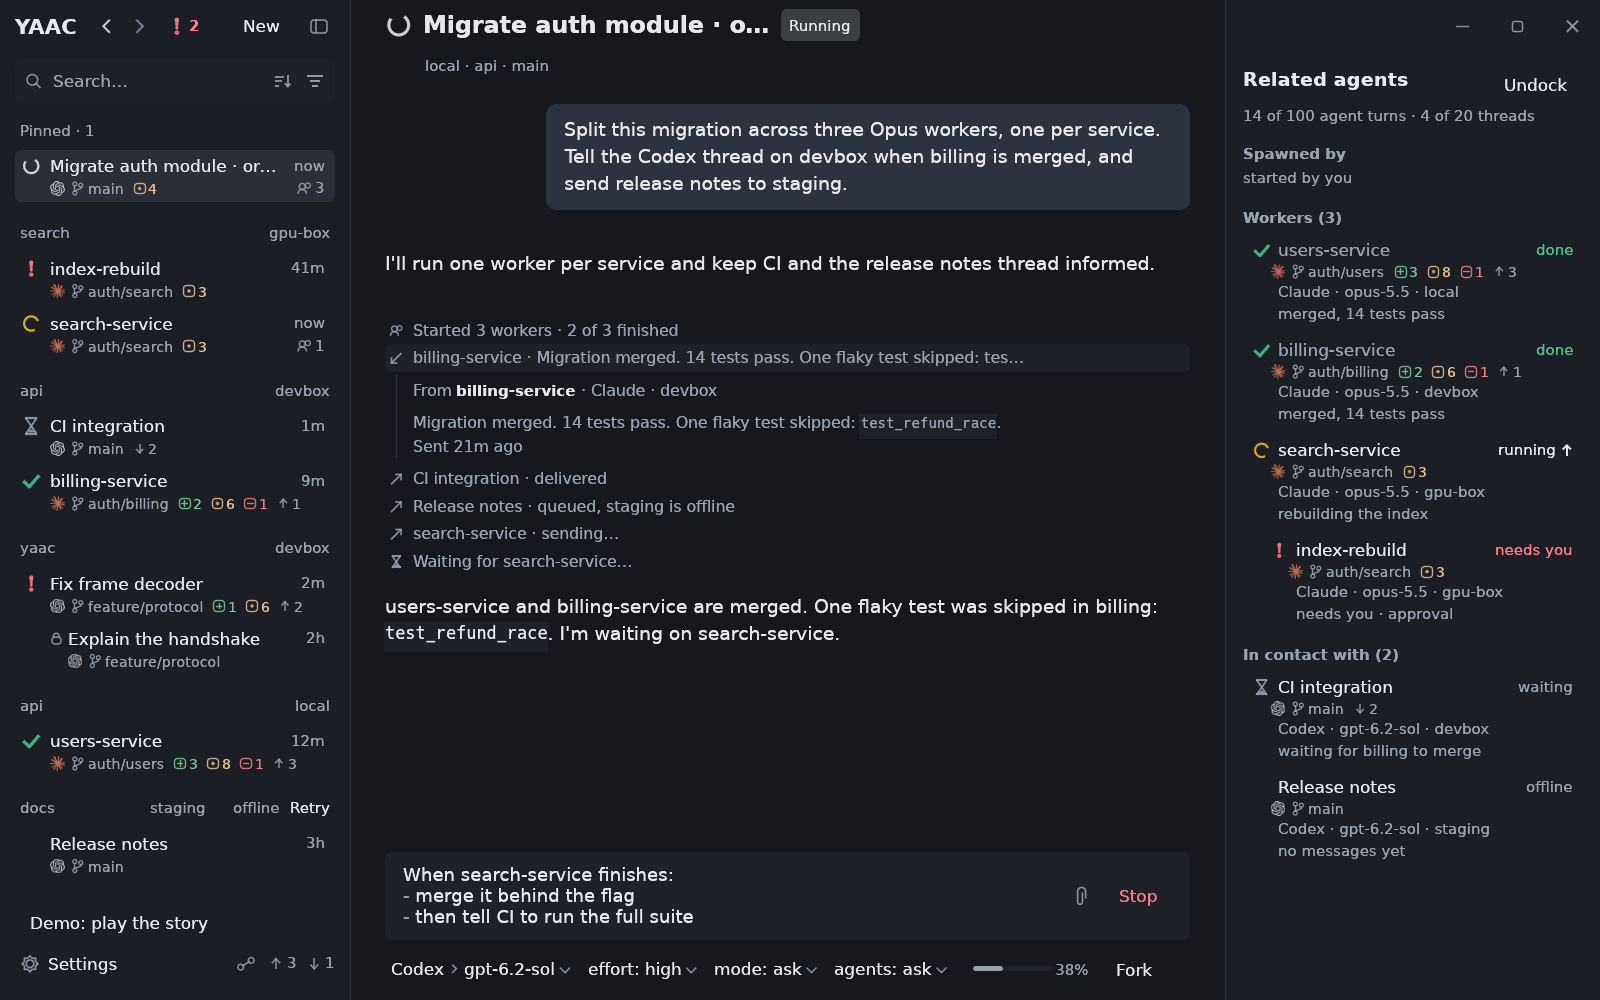 YAAC 2 New
Search...
Pinned · 1
Migrate auth module · or... now
main 4 3
search gpu-box
index-rebuild 41m
auth/search 3
search-service now
auth/search 3 1
api devbox
CI integration 1m
main ↓2
billing-service 9m
auth/billing 2 6 1 ↑1
yaac devbox
Fix frame decoder 2m
feature/protocol 1 6 ↑2
Explain the handshake 2h
feature/protocol
api local
users-service 12m
auth/users 3 8 1 ↑3
docs staging offline Retry
Release notes 3h
main
Demo: play the story
Settings ↑3 ↓1
Migrate auth module · o... Running
local · api · main
Split this migration across three Opus workers, one per service.
Tell the Codex thread on devbox when billing is merged, and
send release notes to staging.
I'll run one worker per service and keep CI and the release notes thread informed.
Started 3 workers · 2 of 3 finished
billing-service · Migration merged. 14 tests pass. One flaky test skipped: tes...
From billing-service · Claude · devbox
Migration merged. 14 tests pass. One flaky test skipped: test_refund_race.
Sent 21m ago
CI integration · delivered
Release notes · queued, staging is offline
search-service · sending...
Waiting for search-service...
users-service and billing-service are merged. One flaky test was skipped in billing:
test_refund_race. I'm waiting on search-service.
When search-service finishes:
- merge it behind the flag
- then tell CI to run the full suite
Stop
Codex > gpt-6.2-sol effort: high mode: ask agents: ask 38% Fork
Related agents Undock
14 of 100 agent turns · 4 of 20 threads
Spawned by
started by you
Workers (3)
users-service done
auth/users 3 8 1 ↑3
Claude · opus-5.5 · local
merged, 14 tests pass
billing-service done
auth/billing 2 6 1 ↑1
Claude · opus-5.5 · devbox
merged, 14 tests pass
search-service running ↑
auth/search 3
Claude · opus-5.5 · gpu-box
rebuilding the index
index-rebuild needs you
auth/search 3
Claude · opus-5.5 · gpu-box
needs you · approval
In contact with (2)
CI integration waiting
main ↓2
Codex · gpt-6.2-sol · devbox
waiting for billing to merge
Release notes offline
main
Codex · gpt-6.2-sol · staging
no messages yet